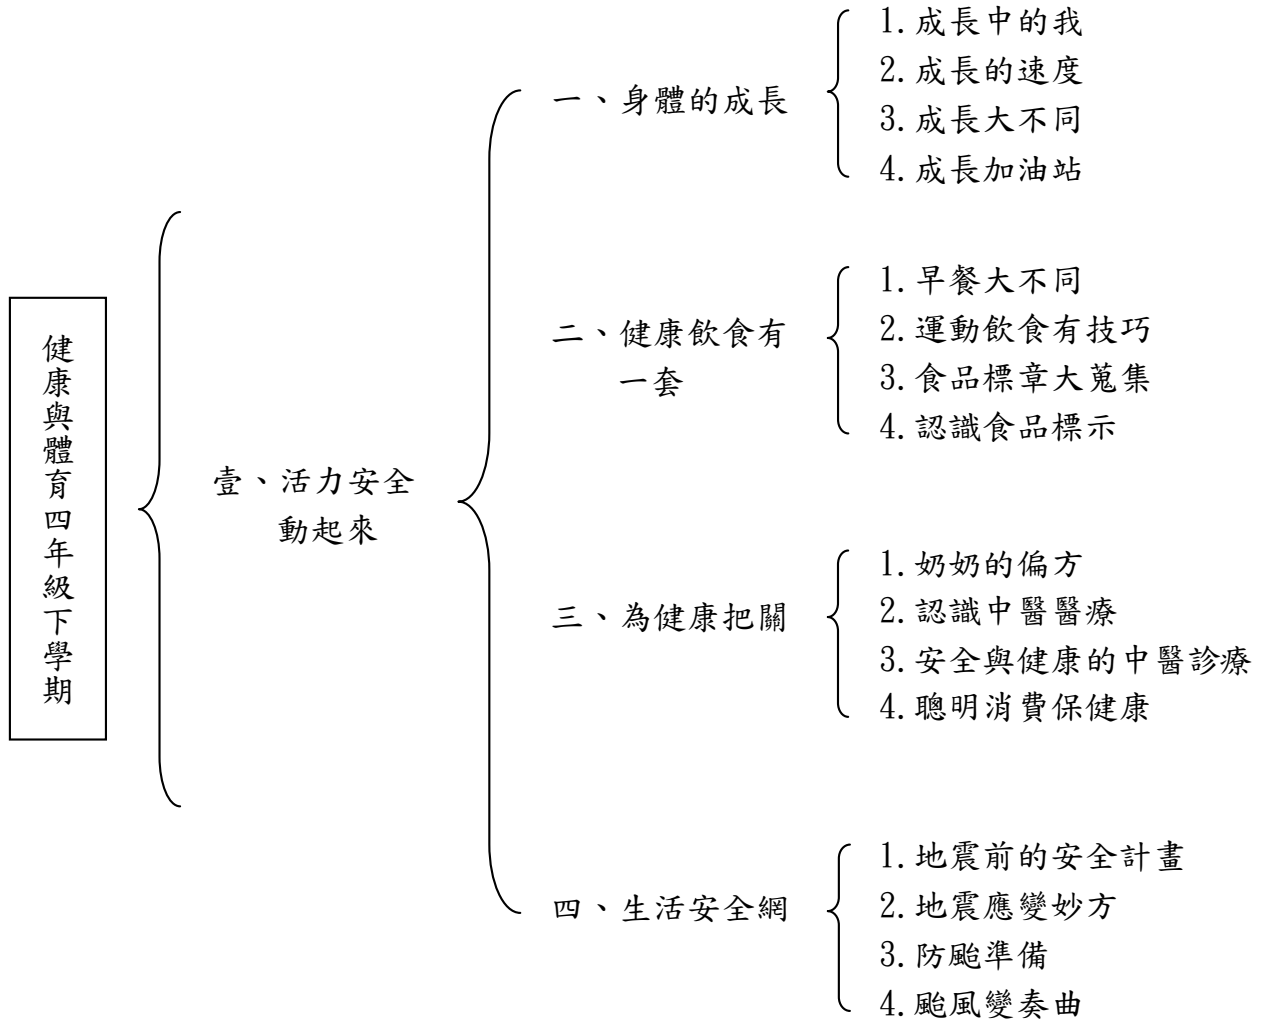 健康與體育四年級下學期
壹、活力安全
動起來
一、身體的成長
1.成長中的我
2.成長的速度
3.成長大不同
4.成長加油站
二、健康飲食有
一套
1.早餐大不同
2.運動飲食有技巧
3.食品標章大蒐集
4.認識食品標示
三、為健康把關
1.奶奶的偏方
2.認識中醫醫療
3.安全與健康的中醫診療
4.聰明消費保健康
四、生活安全網
1.地震前的安全計畫
2.地震應變妙方
3.防颱準備
4.颱風變奏曲